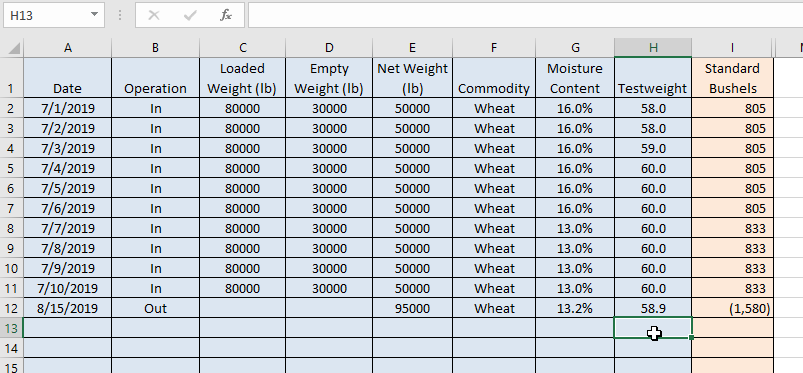 H13 fx
A B C D E F G H I
1 Date Operation Loaded Weight (lb) Empty Weight (lb) Net Weight (lb) Commodity Moisture Content Testweight Standard Bushels
2 7/1/2019 In 80000 30000 50000 Wheat 16.0% 58.0 805
3 7/2/2019 In 80000 30000 50000 Wheat 16.0% 58.0 805
4 7/3/2019 In 80000 30000 50000 Wheat 16.0% 59.0 805
5 7/4/2019 In 80000 30000 50000 Wheat 16.0% 60.0 805
6 7/5/2019 In 80000 30000 50000 Wheat 16.0% 60.0 805
7 7/6/2019 In 80000 30000 50000 Wheat 16.0% 60.0 805
8 7/7/2019 In 80000 30000 50000 Wheat 13.0% 60.0 833
9 7/8/2019 In 80000 30000 50000 Wheat 13.0% 60.0 833
10 7/9/2019 In 80000 30000 50000 Wheat 13.0% 60.0 833
11 7/10/2019 In 80000 30000 50000 Wheat 13.0% 60.0 833
12 8/15/2019 Out 95000 Wheat 13.2% 58.9 (1,580)
13
14
15